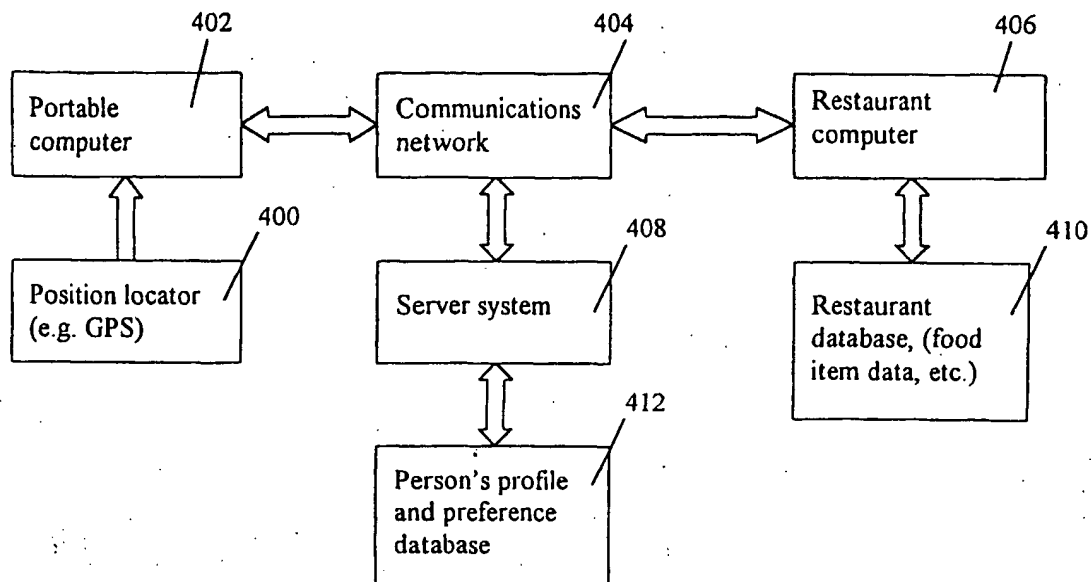 402
404
406
Portable
computer
Communications
network
Restaurant
computer
400
408
410
Position locator
(e.g. GPS)
Server system
Restaurant
database, (food
item data, etc.)
412
Person's profile
and preference
database